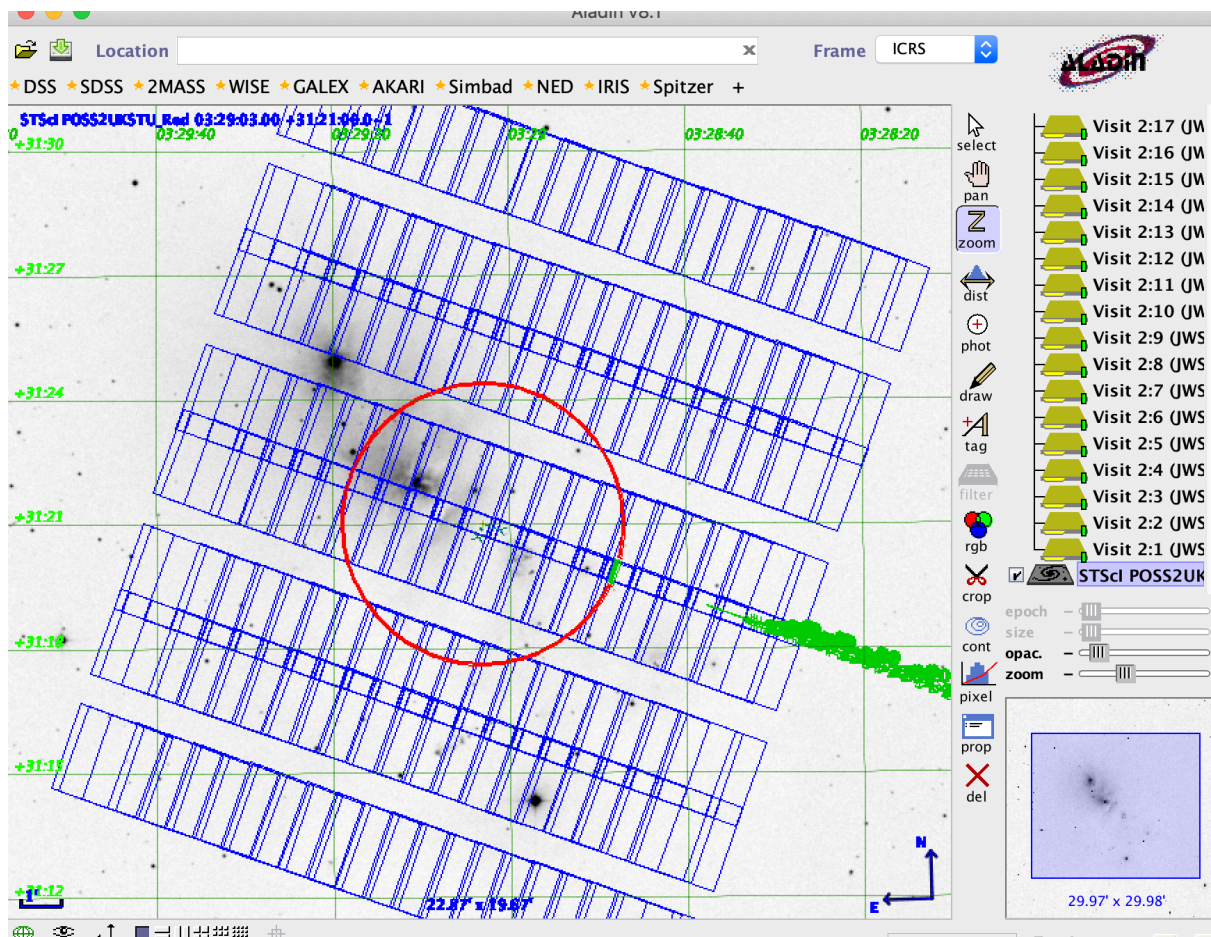 Aladin v8.1
Location
Frame ICRS
ALADIN
DSS SDSS 2MASS WISE GALEX AKARI Simbad NED IRIS Spitzer +
STScI POSS2UKSTU_Red 03:29:03.00 +31:21:09.0
03:29:40 03:29 03:28:40 03:28:20
+31:30
+31:27
+31:24
+31:21
+31:15
1'
22.87' x 19.67'
N
E
select
pan
zoom
dist
phot
draw
tag
filter
rgb
crop
cont
pixel
prop
del
Visit 2:17 (JW
Visit 2:16 (JW
Visit 2:15 (JW
Visit 2:14 (JW
Visit 2:13 (JW
Visit 2:12 (JW
Visit 2:11 (JW
Visit 2:10 (JW
Visit 2:9 (JWS
Visit 2:8 (JWS
Visit 2:7 (JWS
Visit 2:6 (JWS
Visit 2:5 (JWS
Visit 2:4 (JWS
Visit 2:3 (JWS
Visit 2:2 (JWS
Visit 2:1 (JWS
STScI POSS2UK
epoch
size
opac.
zoom
29.97' x 29.98'